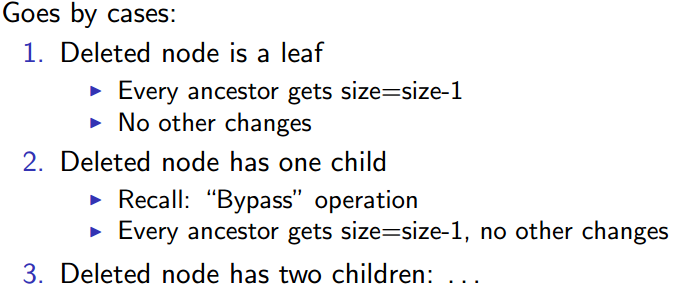 Goes by cases:
1. Deleted node is a leaf
▶ Every ancestor gets size=size-1
▶ No other changes
2. Deleted node has one child
▶ Recall: “Bypass” operation
▶ Every ancestor gets size=size-1, no other changes
3. Deleted node has two children: . . .